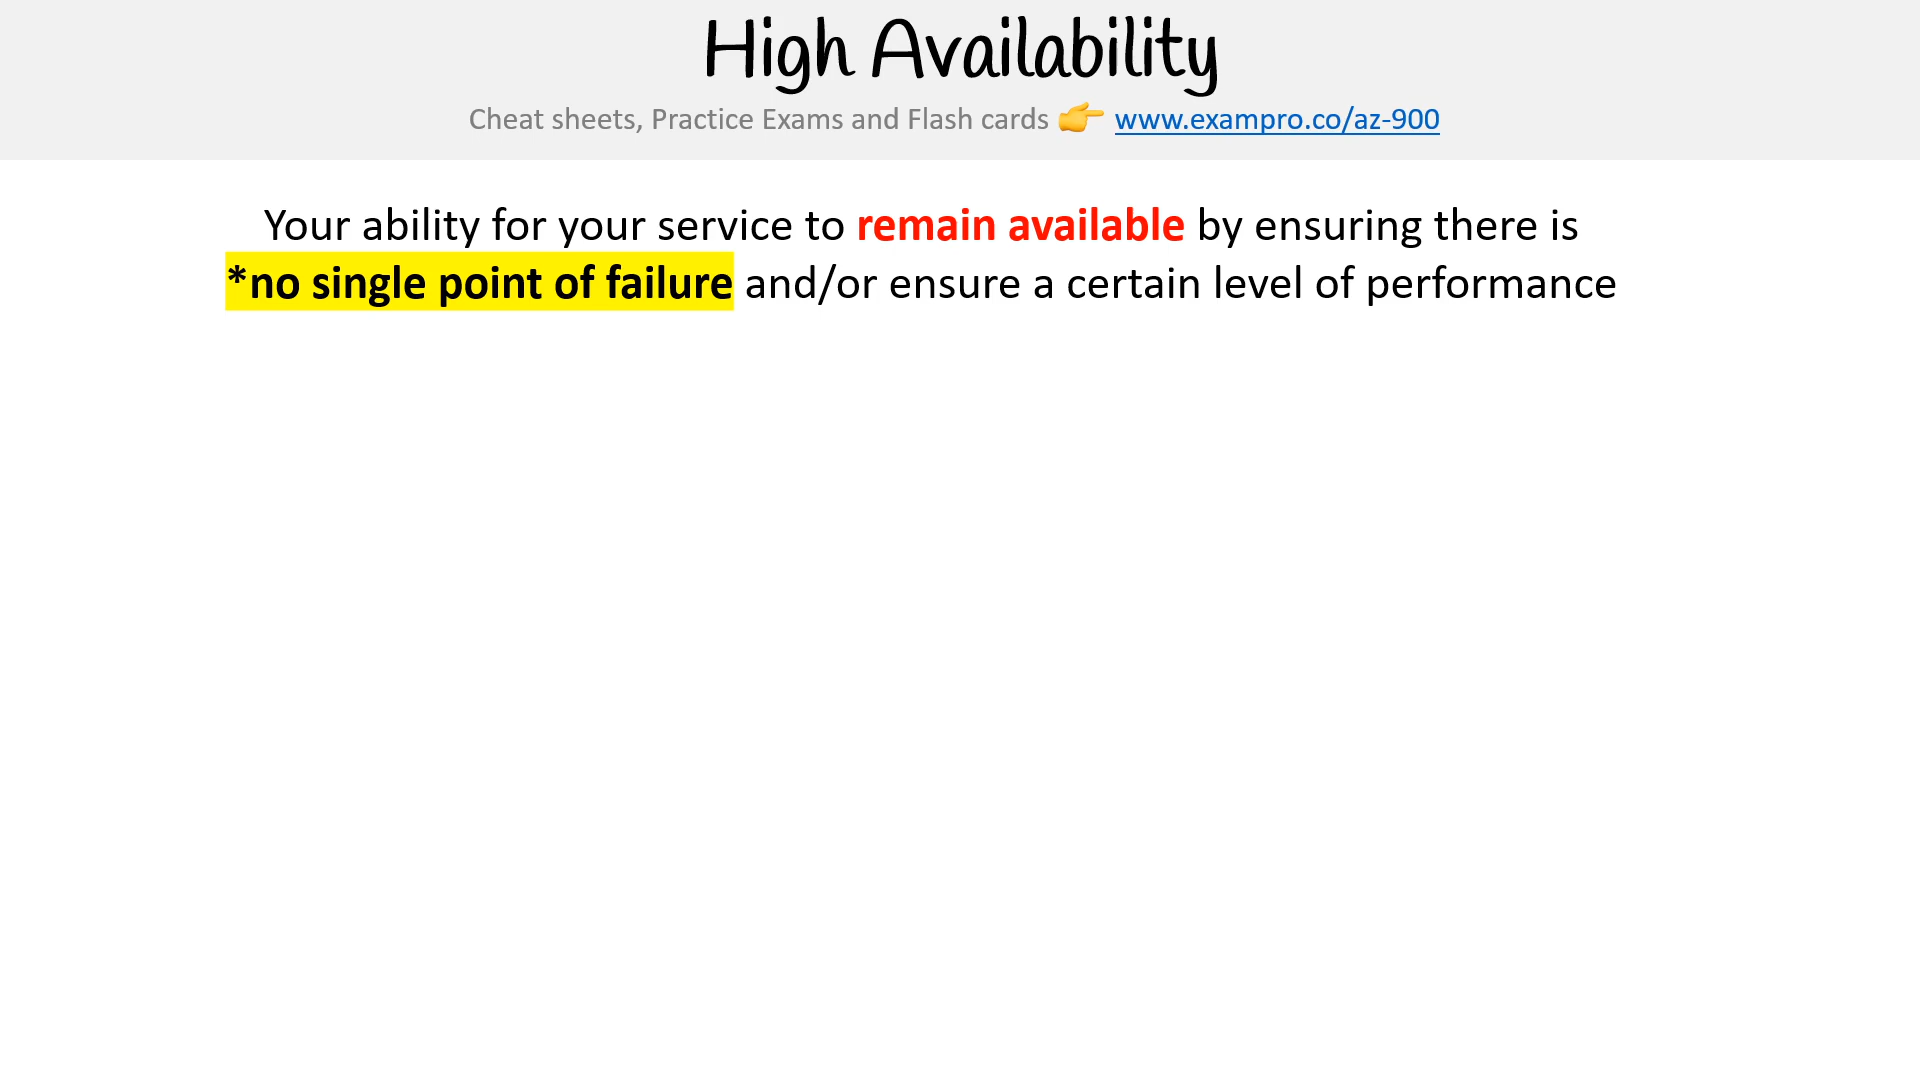 High Availability
Cheat sheets, Practice Exams and Flash cards 👉 www.exampro.co/az-900
Your ability for your service to remain available by ensuring there is
*no single point of failure and/or ensure a certain level of performance